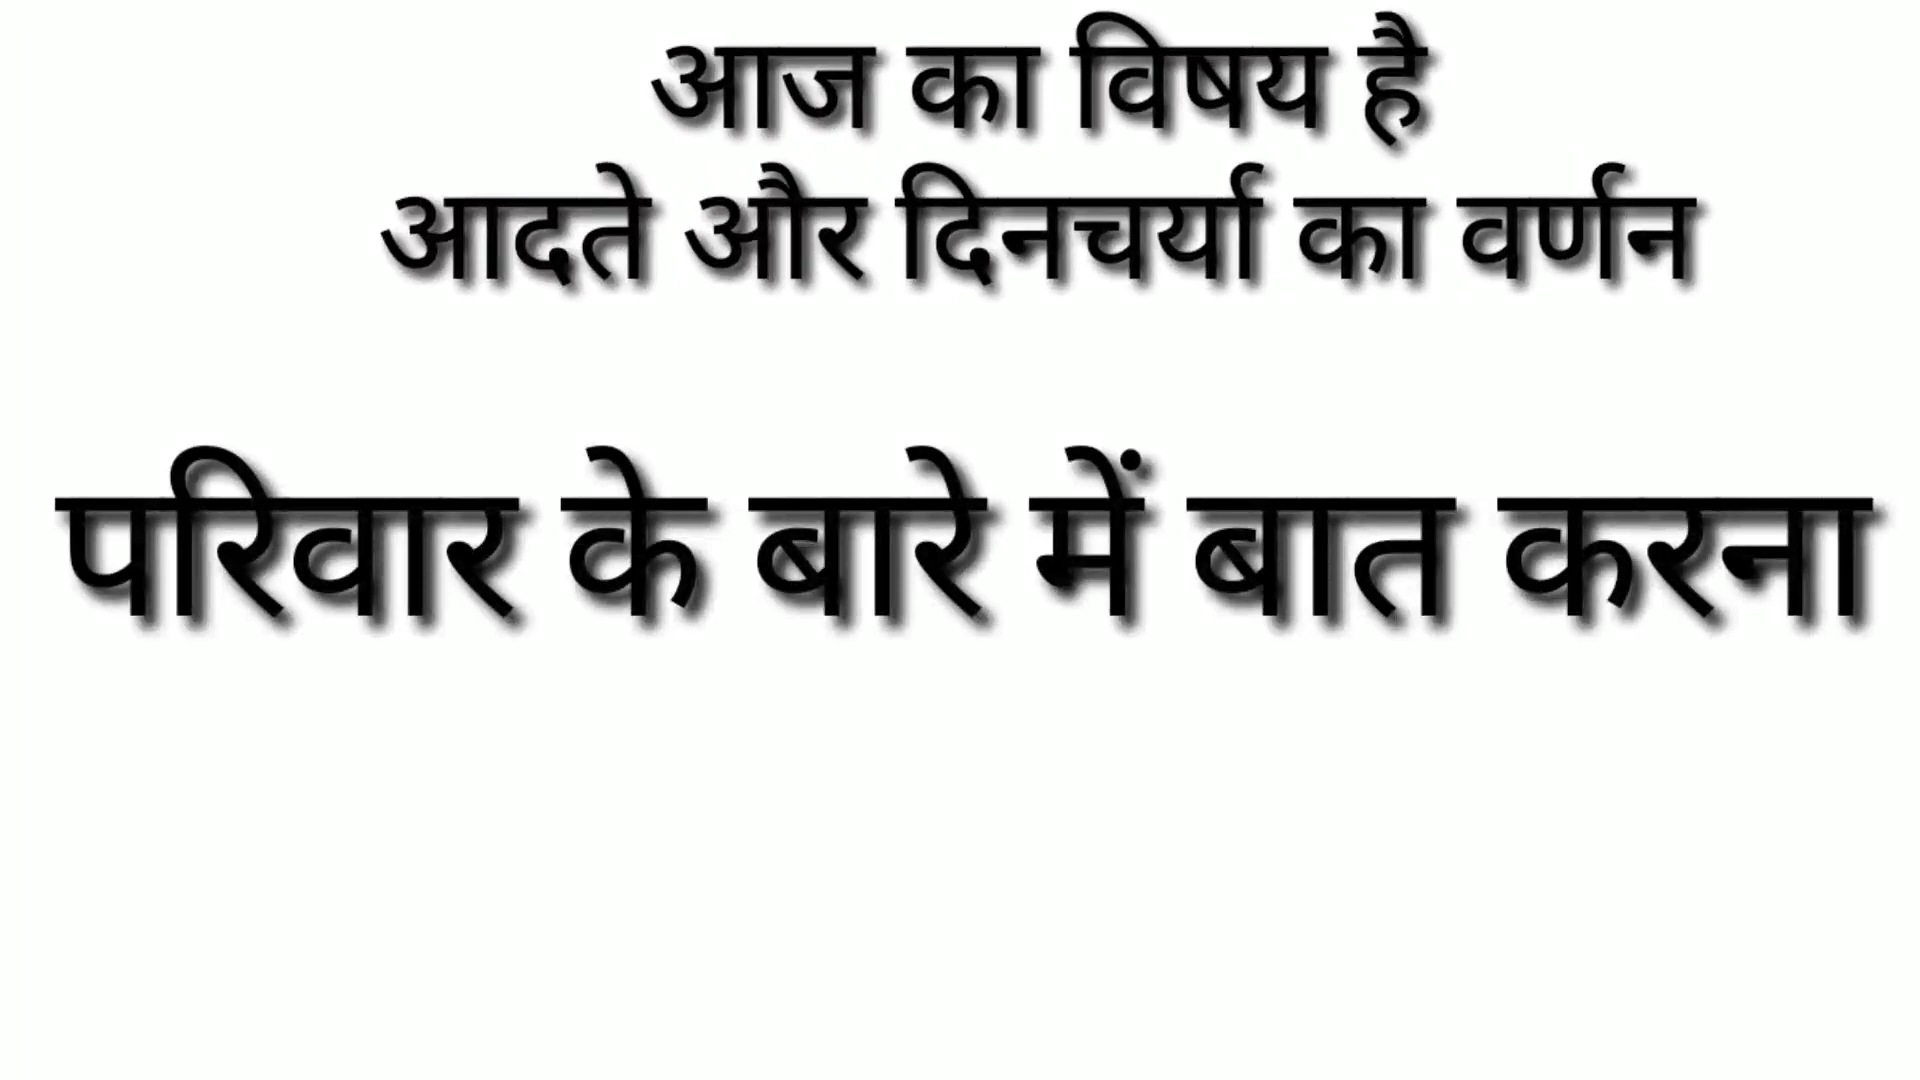 आज का विषय है
आदते और दिनचर्या का वर्णन
परिवार के बारे में बात करना